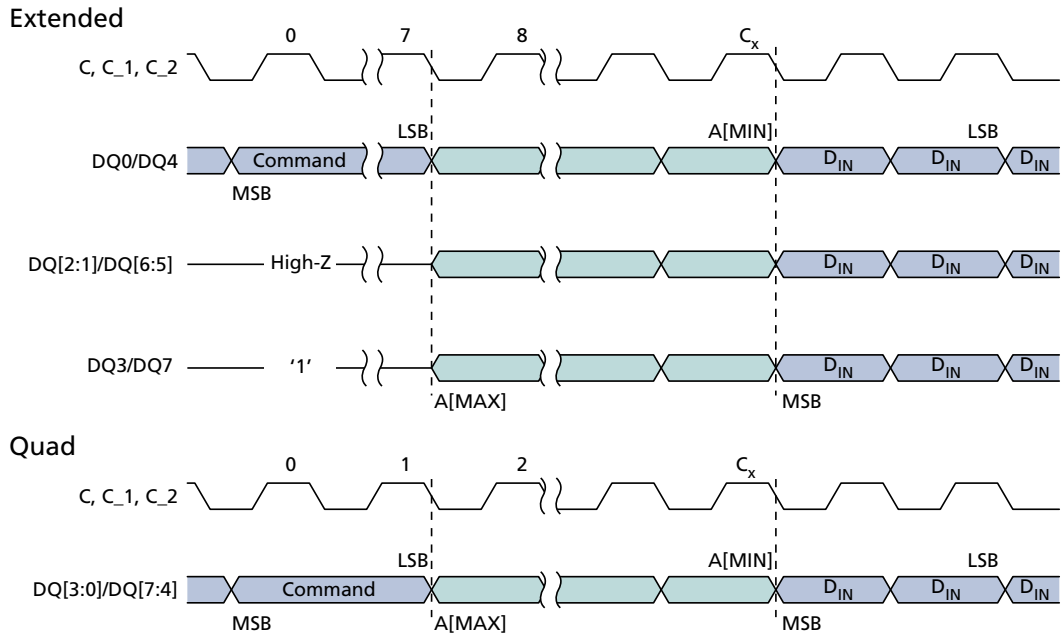 Extended
0 7 8 Cx
C, C_1, C_2
LSB A[MIN] LSB
DQ0/DQ4 Command DIN DIN DIN
MSB
DQ[2:1]/DQ[6:5] High-Z DIN DIN DIN
DQ3/DQ7 ‘1’ DIN DIN DIN
A[MAX] MSB
Quad
0 1 2 Cx
C, C_1, C_2
LSB A[MIN] LSB
DQ[3:0]/DQ[7:4] Command DIN DIN DIN
MSB A[MAX] MSB